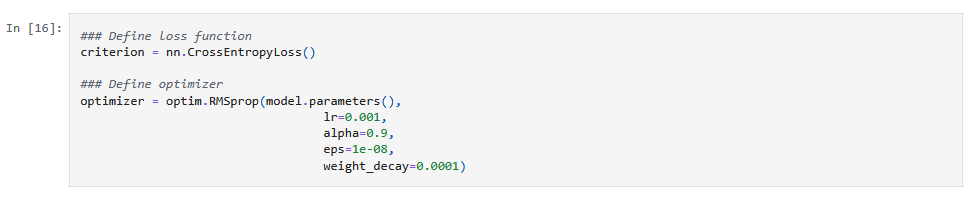 In [16]:
### Define loss function
criterion = nn.CrossEntropyLoss()
### Define optimizer
optimizer = optim.RMSprop(model.parameters(),
lr=0.001,
alpha=0.9,
eps=1e-08,
weight_decay=0.0001)